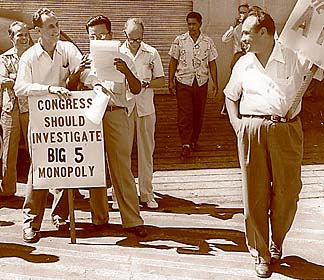 CONGRESS
SHOULD
INVESTIGATE
BIG 5
MONOPOLY